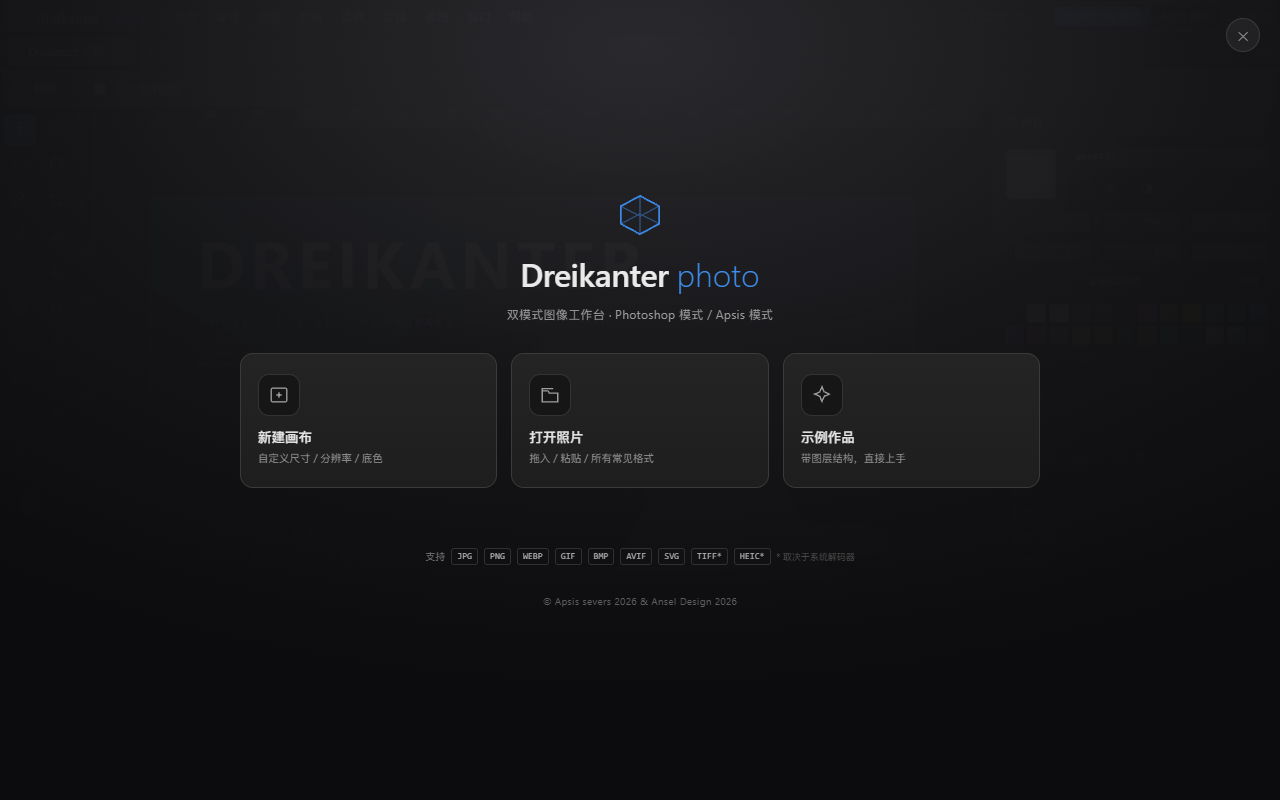 DREIKANTER
Dreikanter photo
双模式图像工作台 · Photoshop 模式 / Apsis 模式
新建画布
自定义尺寸 / 分辨率 / 底色
打开照片
拖入 / 粘贴 / 所有常见格式
示例作品
带图层结构，直接上手
支持 JPG PNG WEBP GIF BMP AVIF SVG TIFF* HEIC* * 取决于系统解码器
© Apsis severs 2026 & Ansel Design 2026